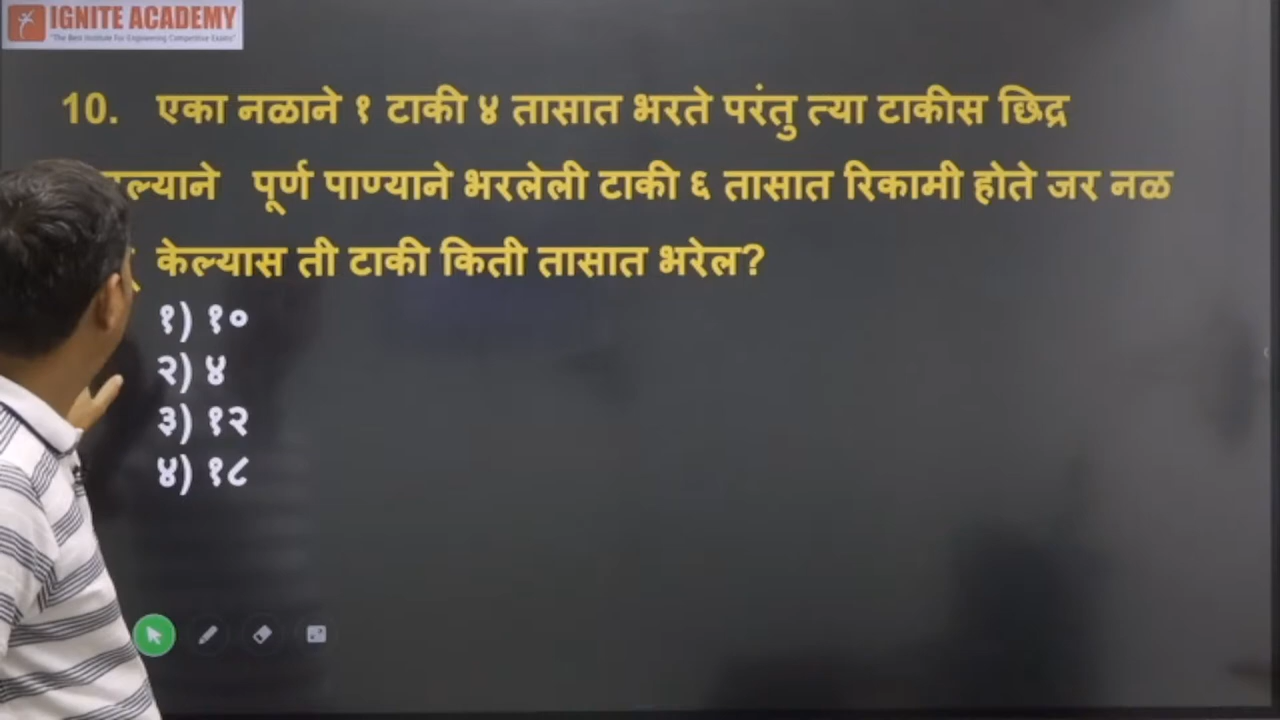 IGNITE ACADEMY
"The Best Institute For Engineering Competitive Exams"
10. एका नळाने १ टाकी ४ तासात भरते परंतु त्या टाकीस छिद्र
पूर्ण पाण्याने भरलेली टाकी ६ तासात रिकामी होते जर नळ
केल्यास ती टाकी किती तासात भरेल?
१) १०
२) ४
३) १२
४) १८